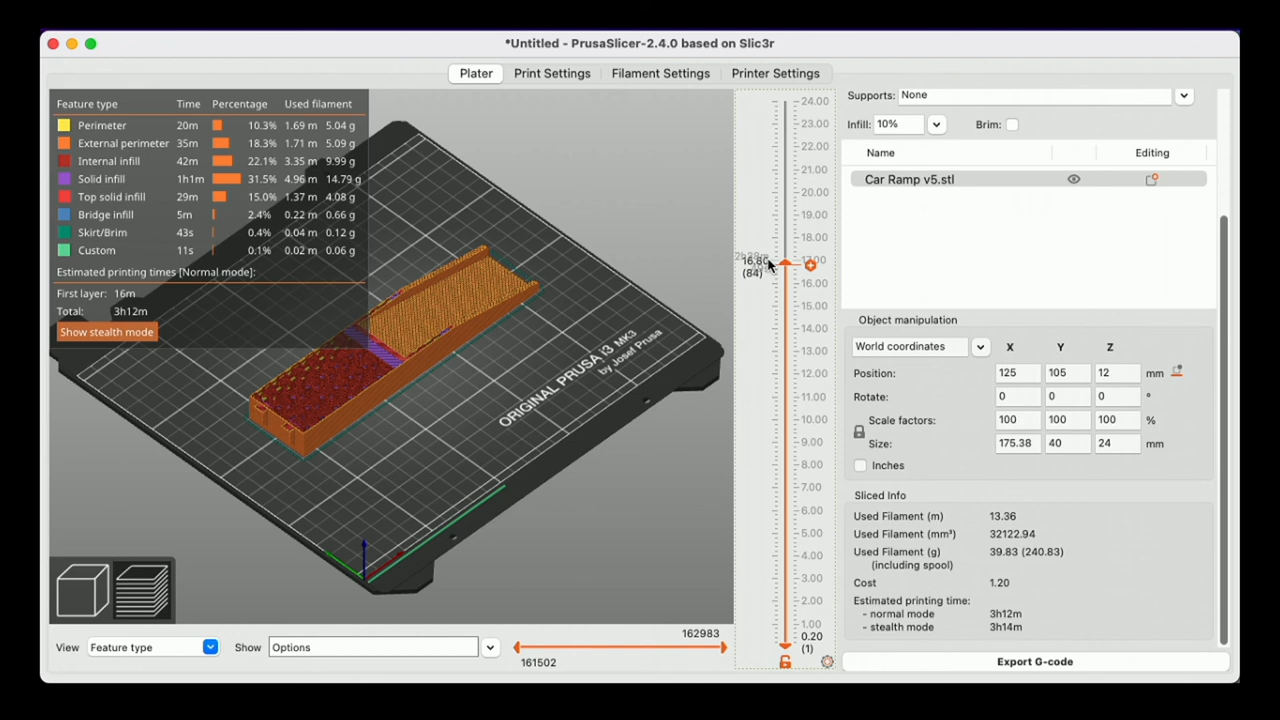 *Untitled - PrusaSlicer-2.4.0 based on Slic3r
Plater Print Settings Filament Settings Printer Settings
Feature type Time Percentage Used filament
Perimeter 20m 10.3% 1.69 m 5.04 g
External perimeter 35m 18.3% 1.71 m 5.09 g
Internal infill 42m 22.1% 3.35 m 9.99 g
Solid infill 1h1m 31.5% 4.96 m 14.79 g
Top solid infill 29m 15.0% 1.37 m 4.08 g
Bridge infill 5m 2.4% 0.22 m 0.66 g
Skirt/Brim 43s 0.4% 0.04 m 0.12 g
Custom 11s 0.1% 0.02 m 0.06 g
Estimated printing times [Normal mode]:
First layer: 16m
Total: 3h12m
Show stealth mode
ORIGINAL PRUSA i3 MK3
by Josef Prusa
View Feature type Show Options
162983
161502
24.00
23.00
22.00
21.00
20.00
19.00
18.00
17.00
16.80
(84)
16.00
15.00
14.00
13.00
12.00
11.00
10.00
9.00
8.00
7.00
6.00
5.00
4.00
3.00
2.00
1.00
0.20
(1)
Supports: None
Infill: 10% Brim:
Name Editing
Car Ramp v5.stl
Object manipulation
World coordinates X Y Z
Position: 125 105 12 mm
Rotate: 0 0 0 °
Scale factors: 100 100 100 %
Size: 175.38 40 24 mm
Inches
Sliced Info
Used Filament (m) 13.36
Used Filament (mm³) 32122.94
Used Filament (g) 39.83 (240.83)
(including spool)
Cost 1.20
Estimated printing time:
- normal mode 3h12m
- stealth mode 3h14m
Export G-code